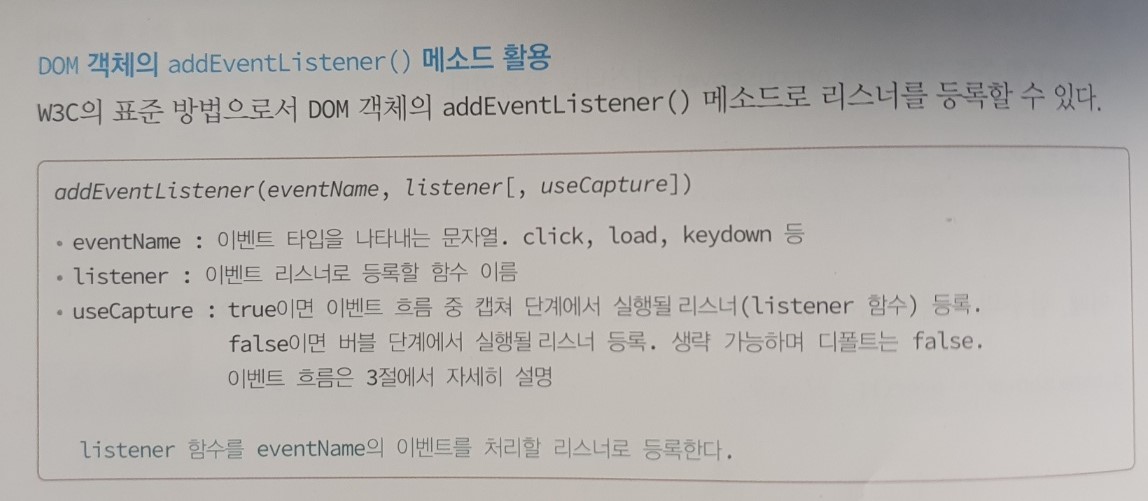 DOM 객체의 addEventListener() 메소드 활용
W3C의 표준 방법으로서 DOM 객체의 addEventListener() 메소드로 리스너를 등록할 수 있다.
addEventListener(eventName, listener[, useCapture])
• eventName : 이벤트 타입을 나타내는 문자열. click, load, keydown 등
• listener : 이벤트 리스너로 등록할 함수 이름
• useCapture : true이면 이벤트 흐름 중 캡쳐 단계에서 실행될 리스너(listener 함수) 등록.
false이면 버블 단계에서 실행될 리스너 등록. 생략 가능하며 디폴트는 false.
이벤트 흐름은 3절에서 자세히 설명
listener 함수를 eventName의 이벤트를 처리할 리스너로 등록한다.